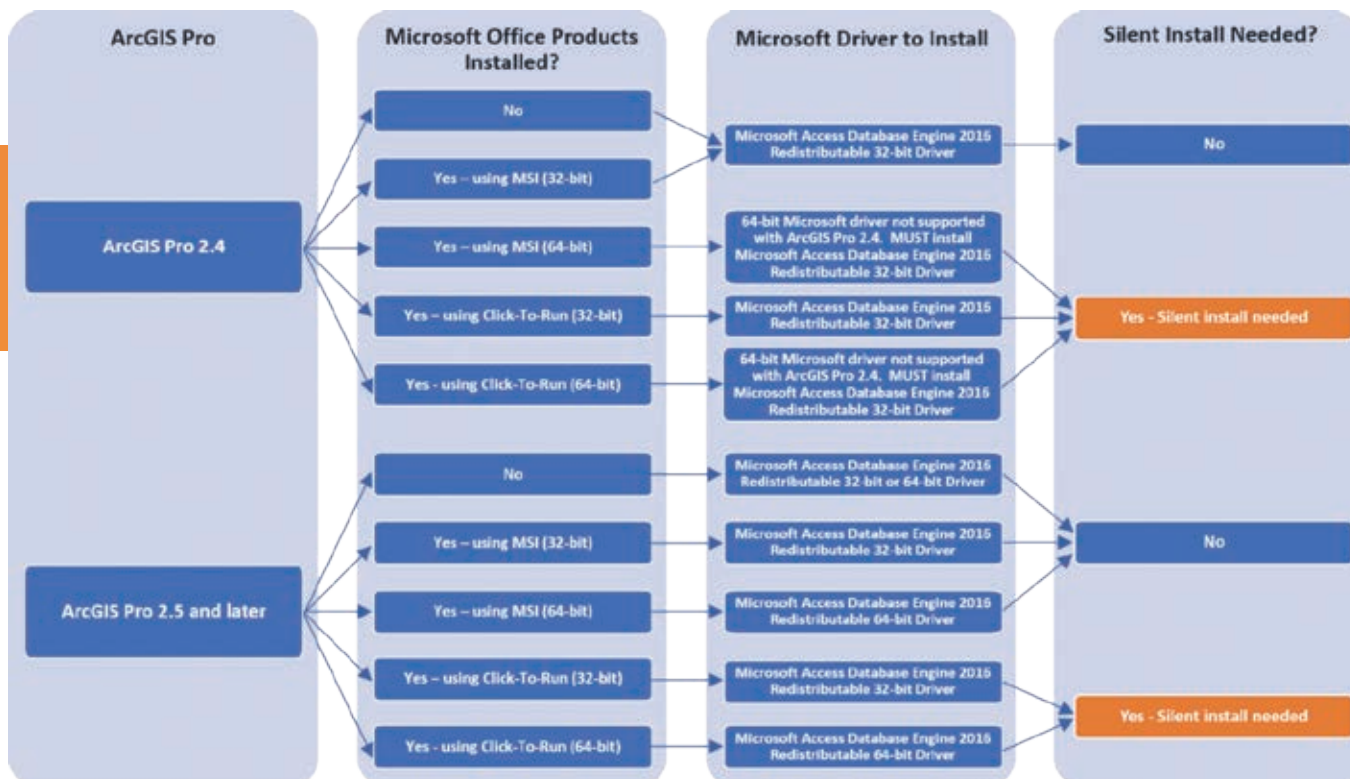 ArcGIS Pro
Microsoft Office Products
Installed?
Microsoft Driver to Install
Silent Install Needed?
ArcGIS Pro 2.4
No
Yes – using MSI (32-bit)
Yes – using MSI (64-bit)
Yes – using Click-To-Run (32-bit)
Yes - using Click-To-Run (64-bit)
Microsoft Access Database Engine 2016
Redistributable 32-bit Driver
64-bit Microsoft driver not supported
with ArcGIS Pro 2.4. MUST install
Microsoft Access Database Engine 2016
Redistributable 32-bit Driver
Microsoft Access Database Engine 2016
Redistributable 32-bit Driver
64-bit Microsoft driver not supported
with ArcGIS Pro 2.4. MUST install
Microsoft Access Database Engine 2016
Redistributable 32-bit Driver
No
Yes - Silent install needed
ArcGIS Pro 2.5 and later
No
Yes – using MSI (32-bit)
Yes – using MSI (64-bit)
Yes – using Click-To-Run (32-bit)
Yes - using Click-To-Run (64-bit)
Microsoft Access Database Engine 2016
Redistributable 32-bit or 64-bit Driver
Microsoft Access Database Engine 2016
Redistributable 32-bit Driver
Microsoft Access Database Engine 2016
Redistributable 64-bit Driver
Microsoft Access Database Engine 2016
Redistributable 32-bit Driver
Microsoft Access Database Engine 2016
Redistributable 64-bit Driver
No
Yes - Silent install needed